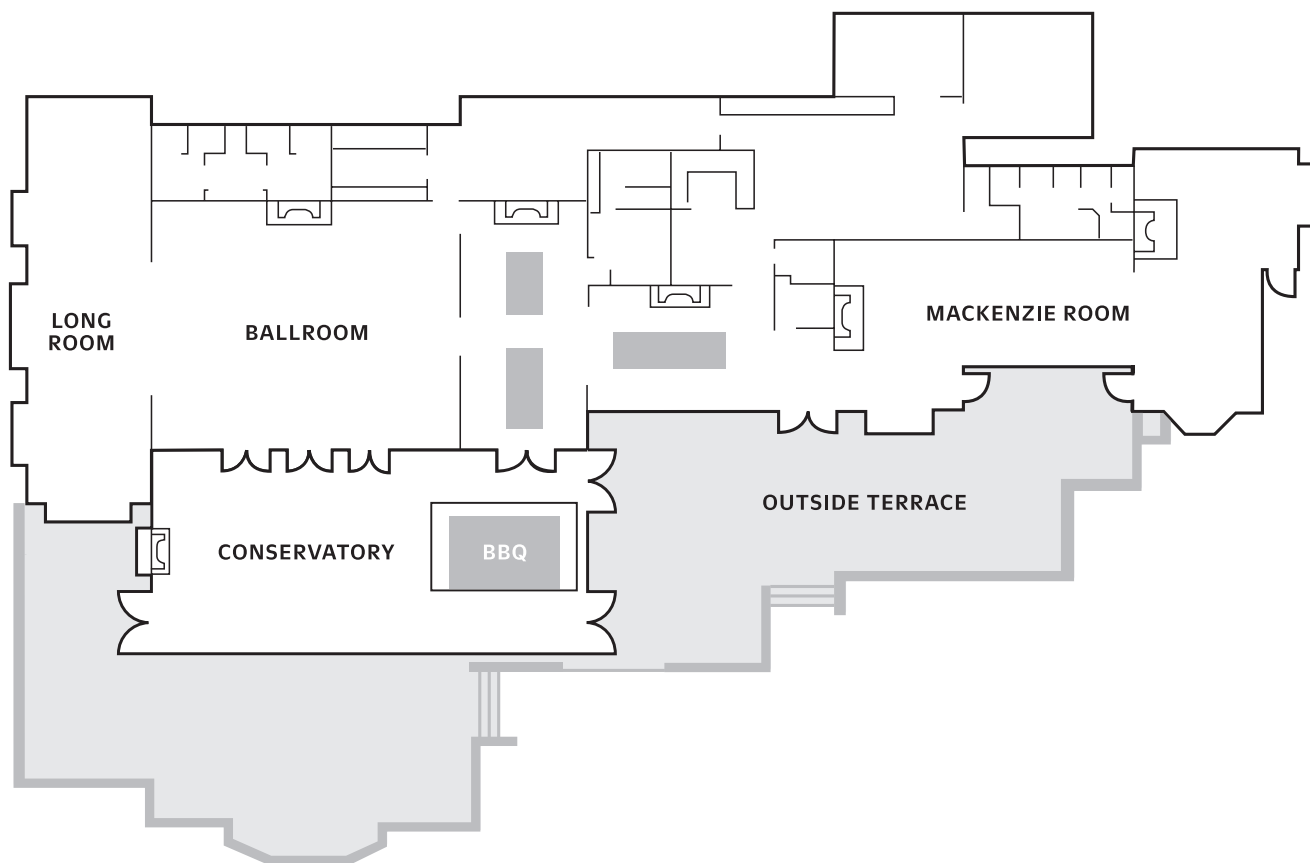 LONG
ROOM
BALLROOM
MACKENZIE ROOM
OUTSIDE TERRACE
CONSERVATORY
BBQ